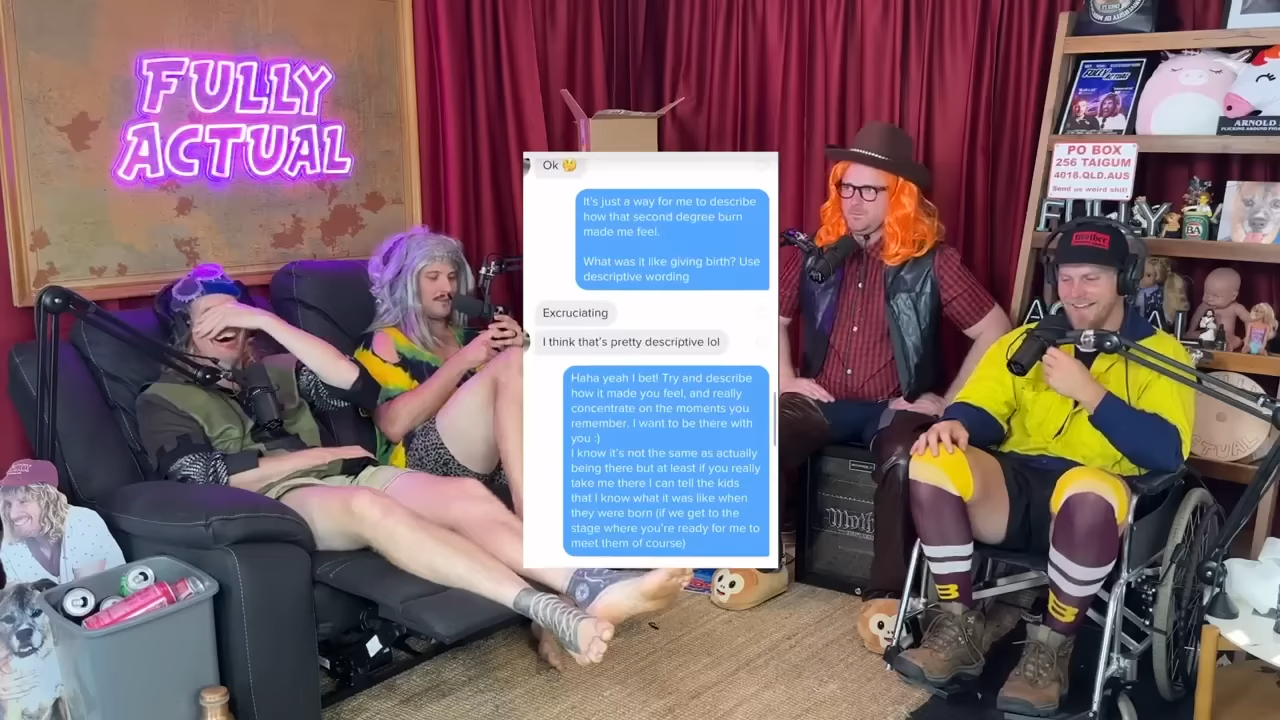 FULLY
ACTUAL
Ok 🤔
It's just a way for me to describe
how that second degree burn
made me feel.
What was it like giving birth? Use
descriptive wording
Excruciating
I think that's pretty descriptive lol
Haha yeah I bet! Try and describe
how it made you feel, and really
concentrate on the moments you
remember. I want to be there with
you :)
I know it's not the same as actually
being there but at least if you really
take me there I can tell the kids
that I know what it was like when
they were born (if we get to the
stage where you're ready for me to
meet them of course)
FULLY
ACTUAL
ARNOLD
PO BOX
256 TAIGUM
4018.QLD.AUS
Send us weird shit!
FULLY
mother